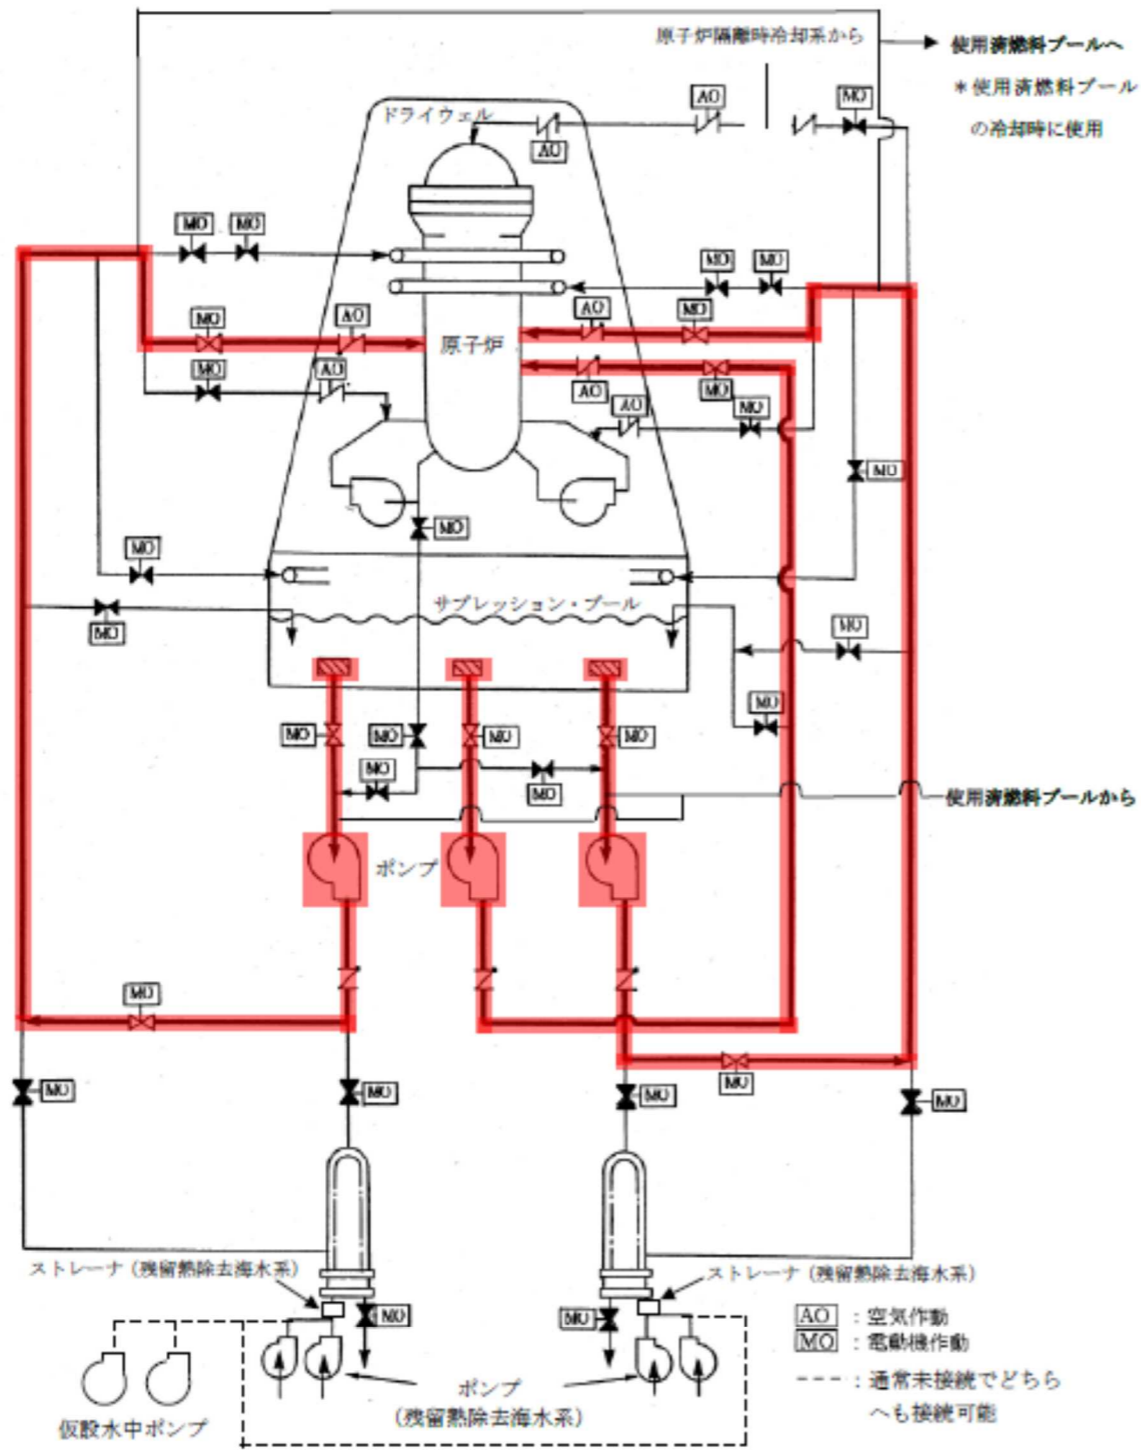 原子炉隔離時冷却系から
使用済燃料プールへ
＊使用済燃料プール
の冷却時に使用
AO
MO
ドライウェル
AO
MO
MO
MO
MO
MO
AO
AO
MO
原子炉
MO
AO
AO
MO
AO
MO
MO
MO
MO
サプレッション・プール
MO
MO
MO
MO
MO
MO
MO
MO
MO
使用済燃料プールから
ポンプ
MO
MO
MO
MO
MO
MO
ストレーナ（残留熱除去海水系）
ストレーナ（残留熱除去海水系）
MO
MO
AO：空気作動
MO：電動機作動
----：通常未接続でどちら
へも接続可能
ポンプ
（残留熱除去海水系）
仮設水中ポンプ